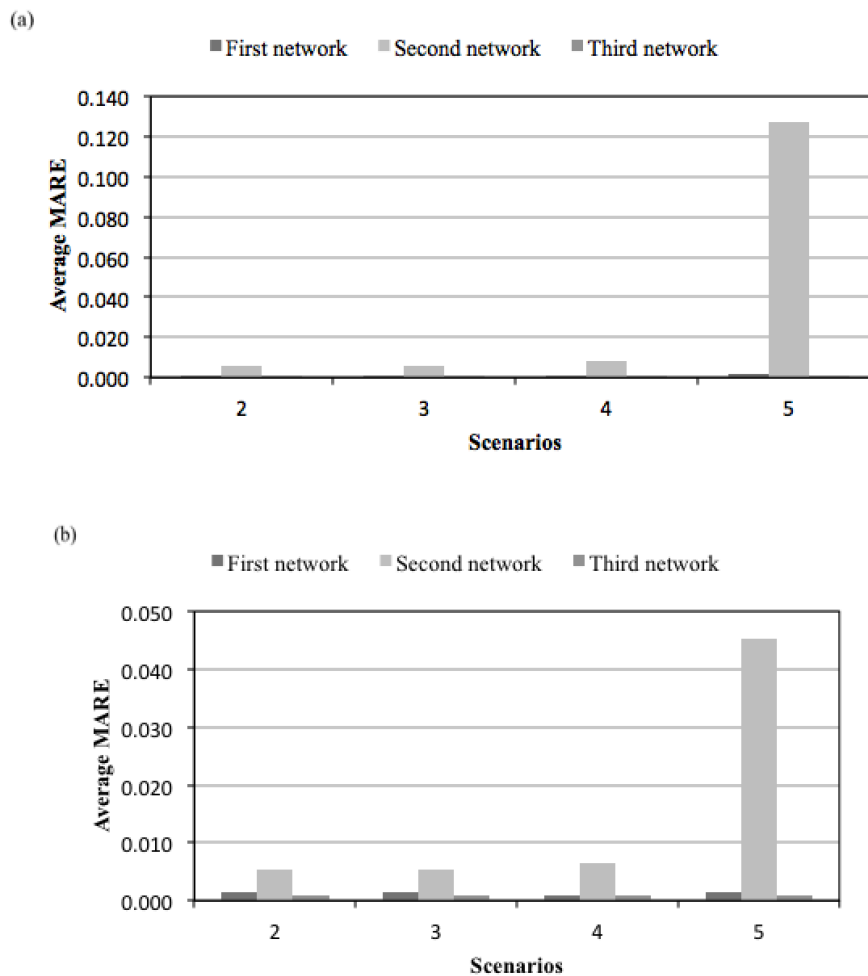 (a)
First network Second network Third network
0.140
0.120
0.100
0.080
0.060
0.040
0.020
0.000
Average MARE
2 3 4 5
Scenarios
(b)
First network Second network Third network
0.050
0.040
0.030
0.020
0.010
0.000
Average MARE
2 3 4 5
Scenarios